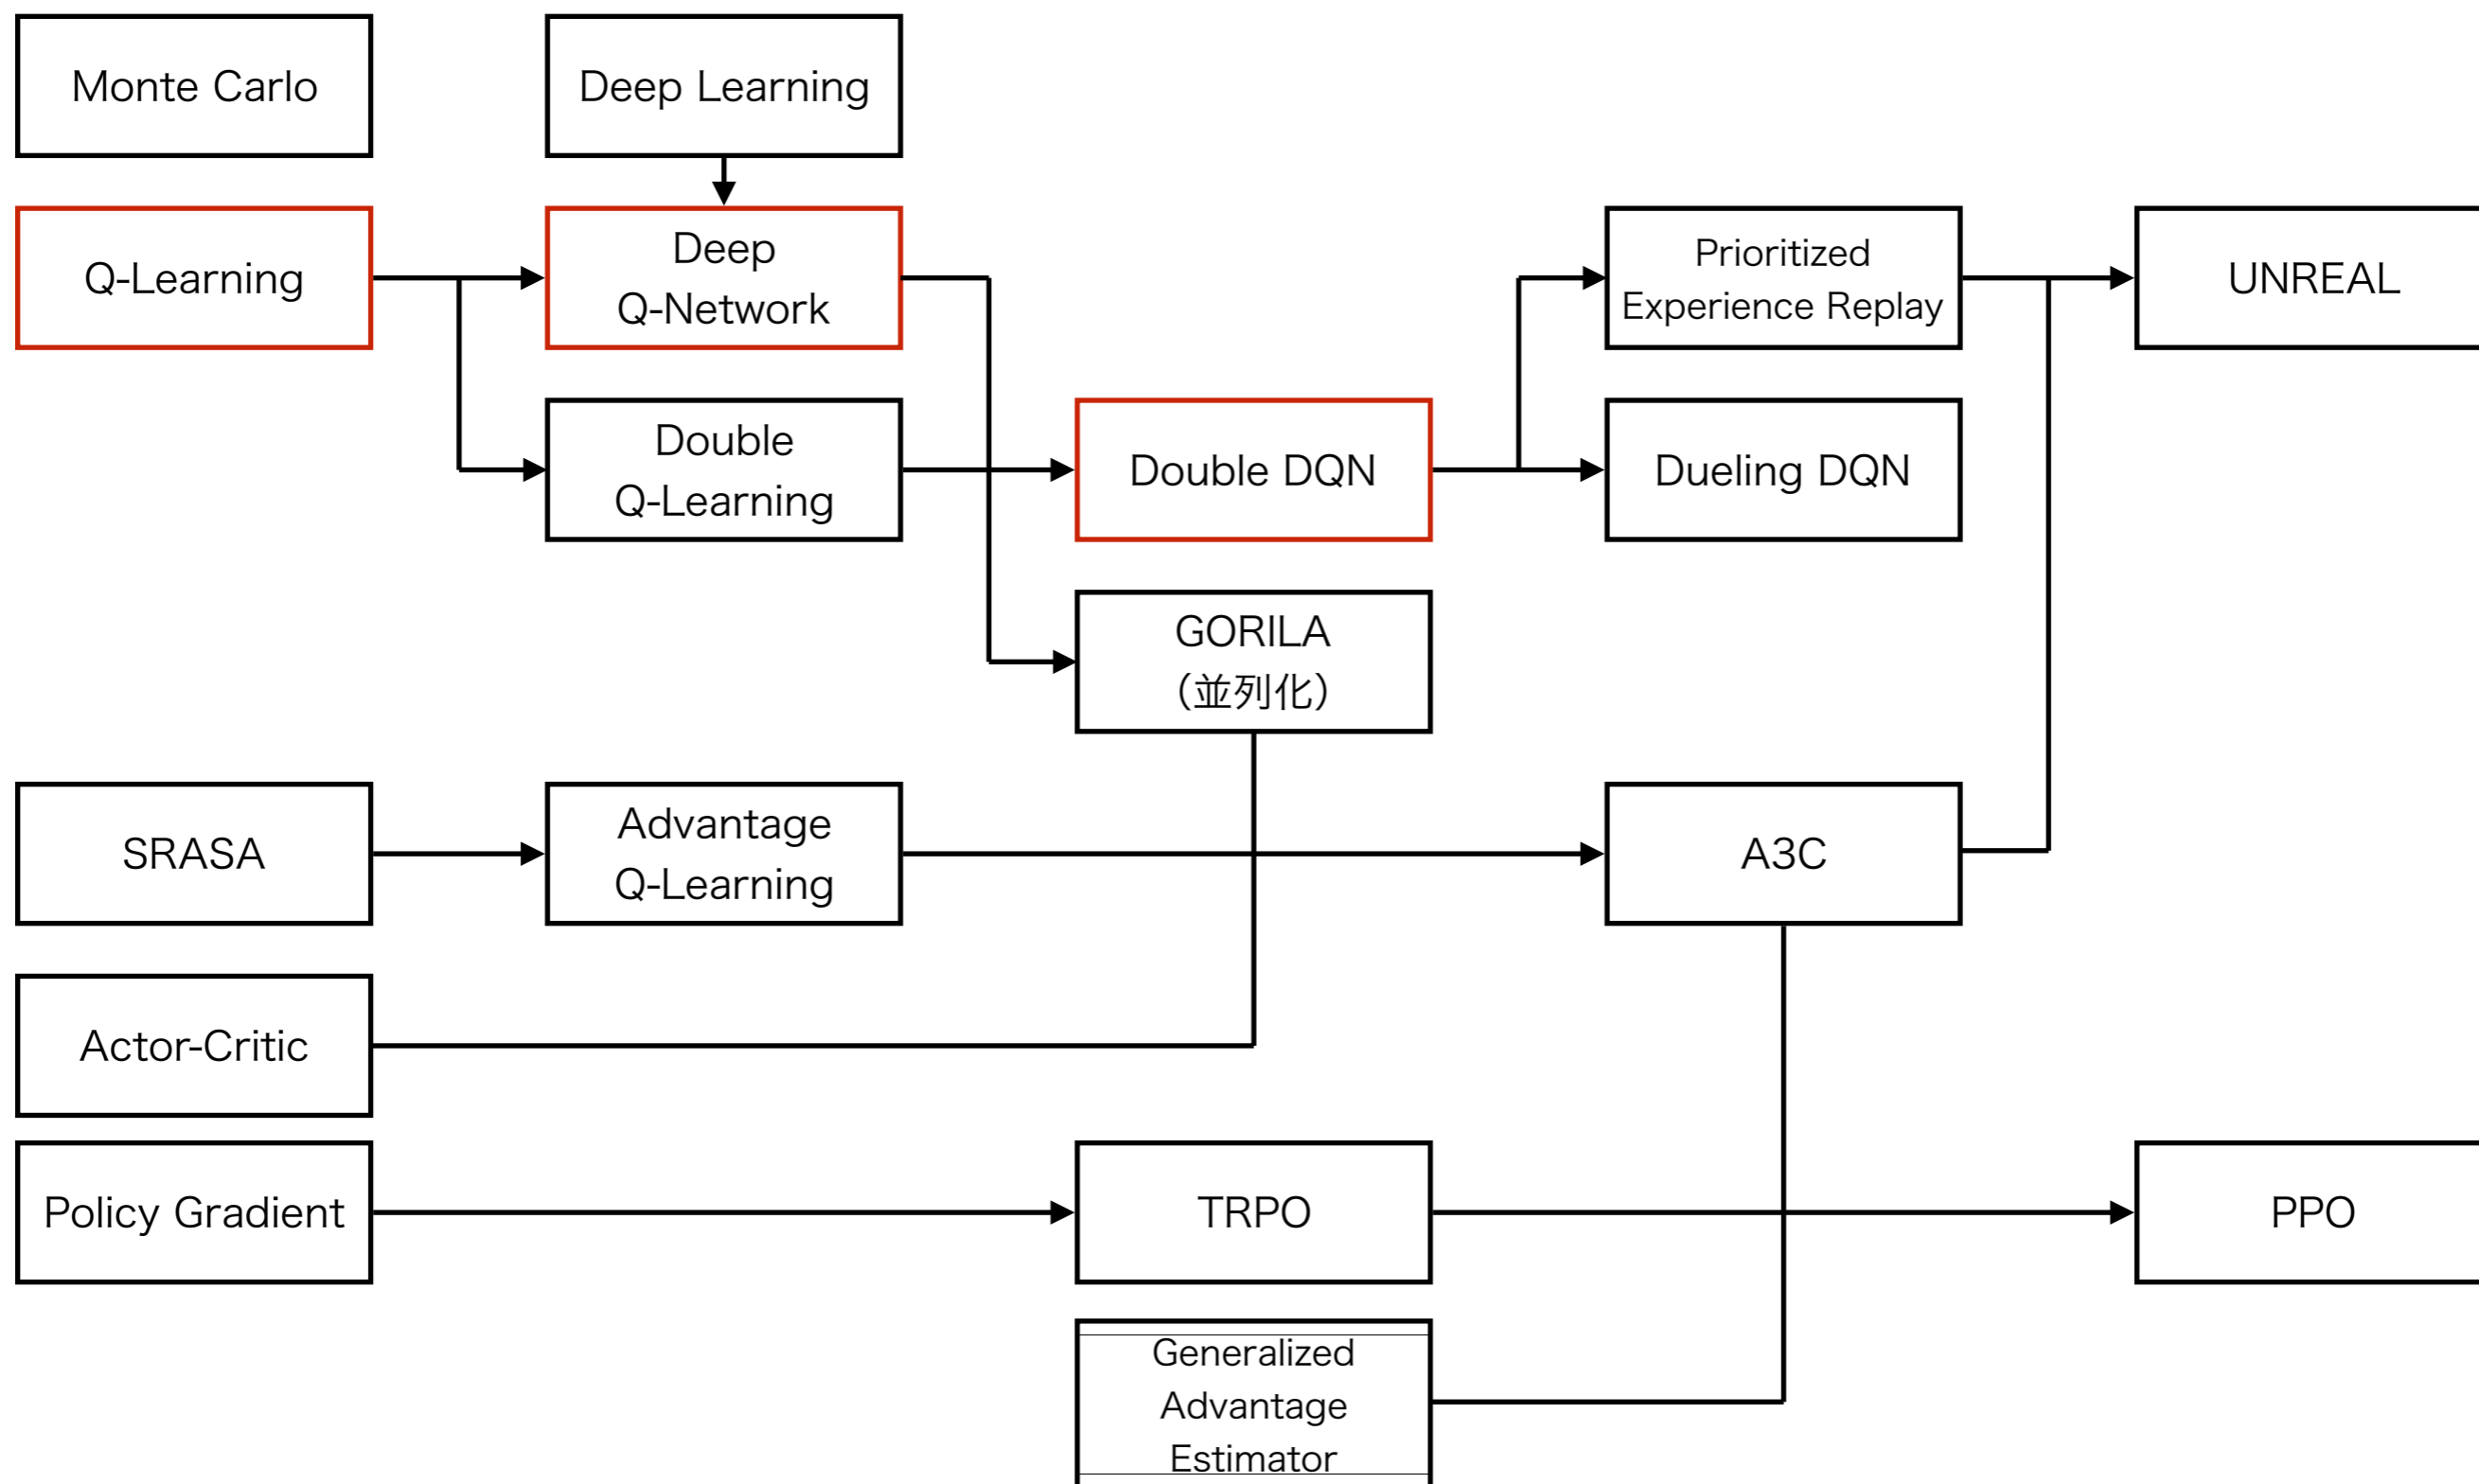 Monte Carlo
Deep Learning
Q-Learning
Deep
Q-Network
Prioritized
Experience Replay
UNREAL
Double
Q-Learning
Double DQN
Dueling DQN
GORILA
（並列化）
SRASA
Advantage
Q-Learning
A3C
Actor-Critic
Policy Gradient
TRPO
PPO
Generalized
Advantage
Estimator